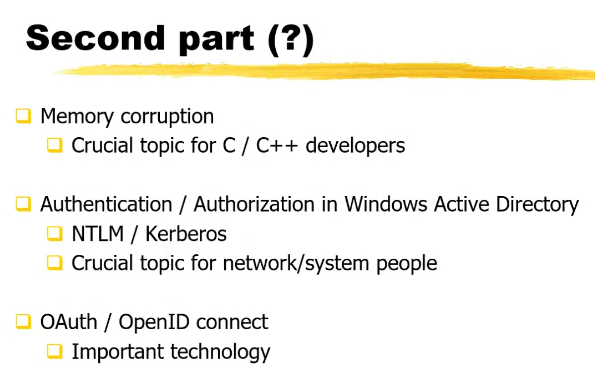 Second part (?)
Memory corruption
Crucial topic for C / C++ developers
Authentication / Authorization in Windows Active Directory
NTLM / Kerberos
Crucial topic for network/system people
OAuth / OpenID connect
Important technology